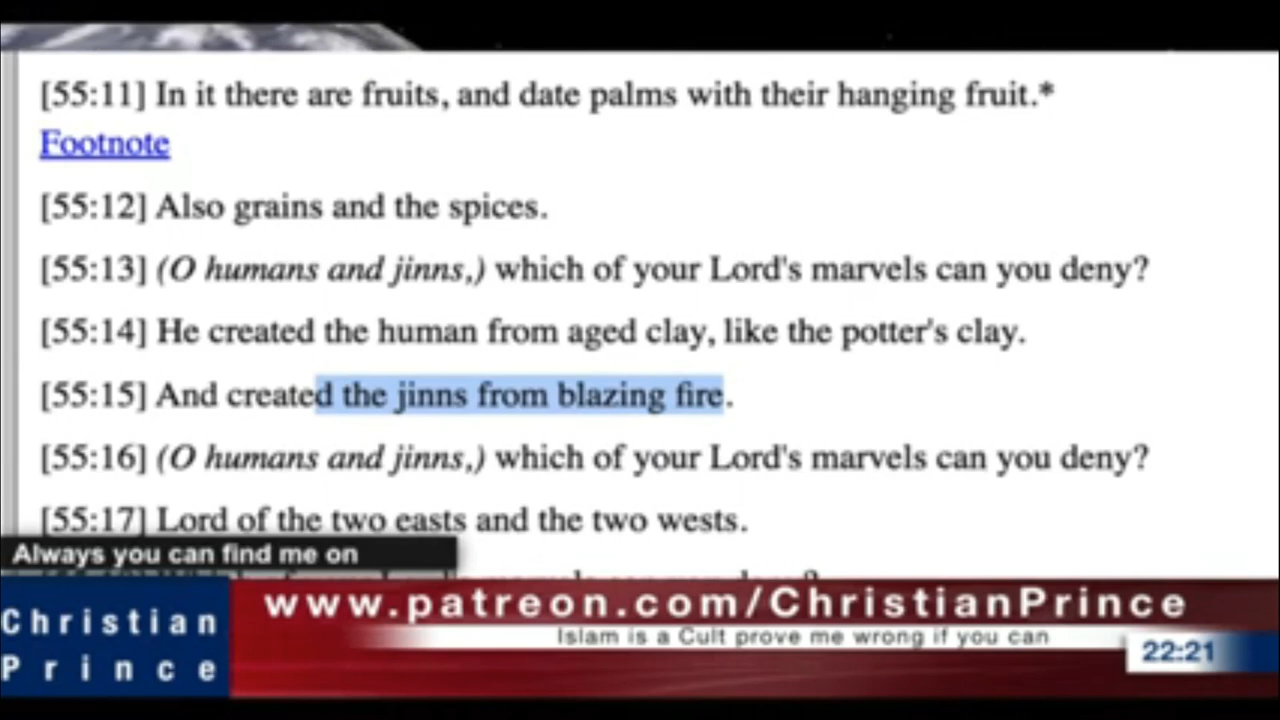 [55:11] In it there are fruits, and date palms with their hanging fruit.*
Footnote
[55:12] Also grains and the spices.
[55:13] (O humans and jinns,) which of your Lord's marvels can you deny?
[55:14] He created the human from aged clay, like the potter's clay.
[55:15] And created the jinns from blazing fire.
[55:16] (O humans and jinns,) which of your Lord's marvels can you deny?
[55:17] Lord of the two easts and the two wests.
Always you can find me on
www.patreon.com/ChristianPrince
Islam is a Cult prove me wrong if you can
Christian
Prince
22:21